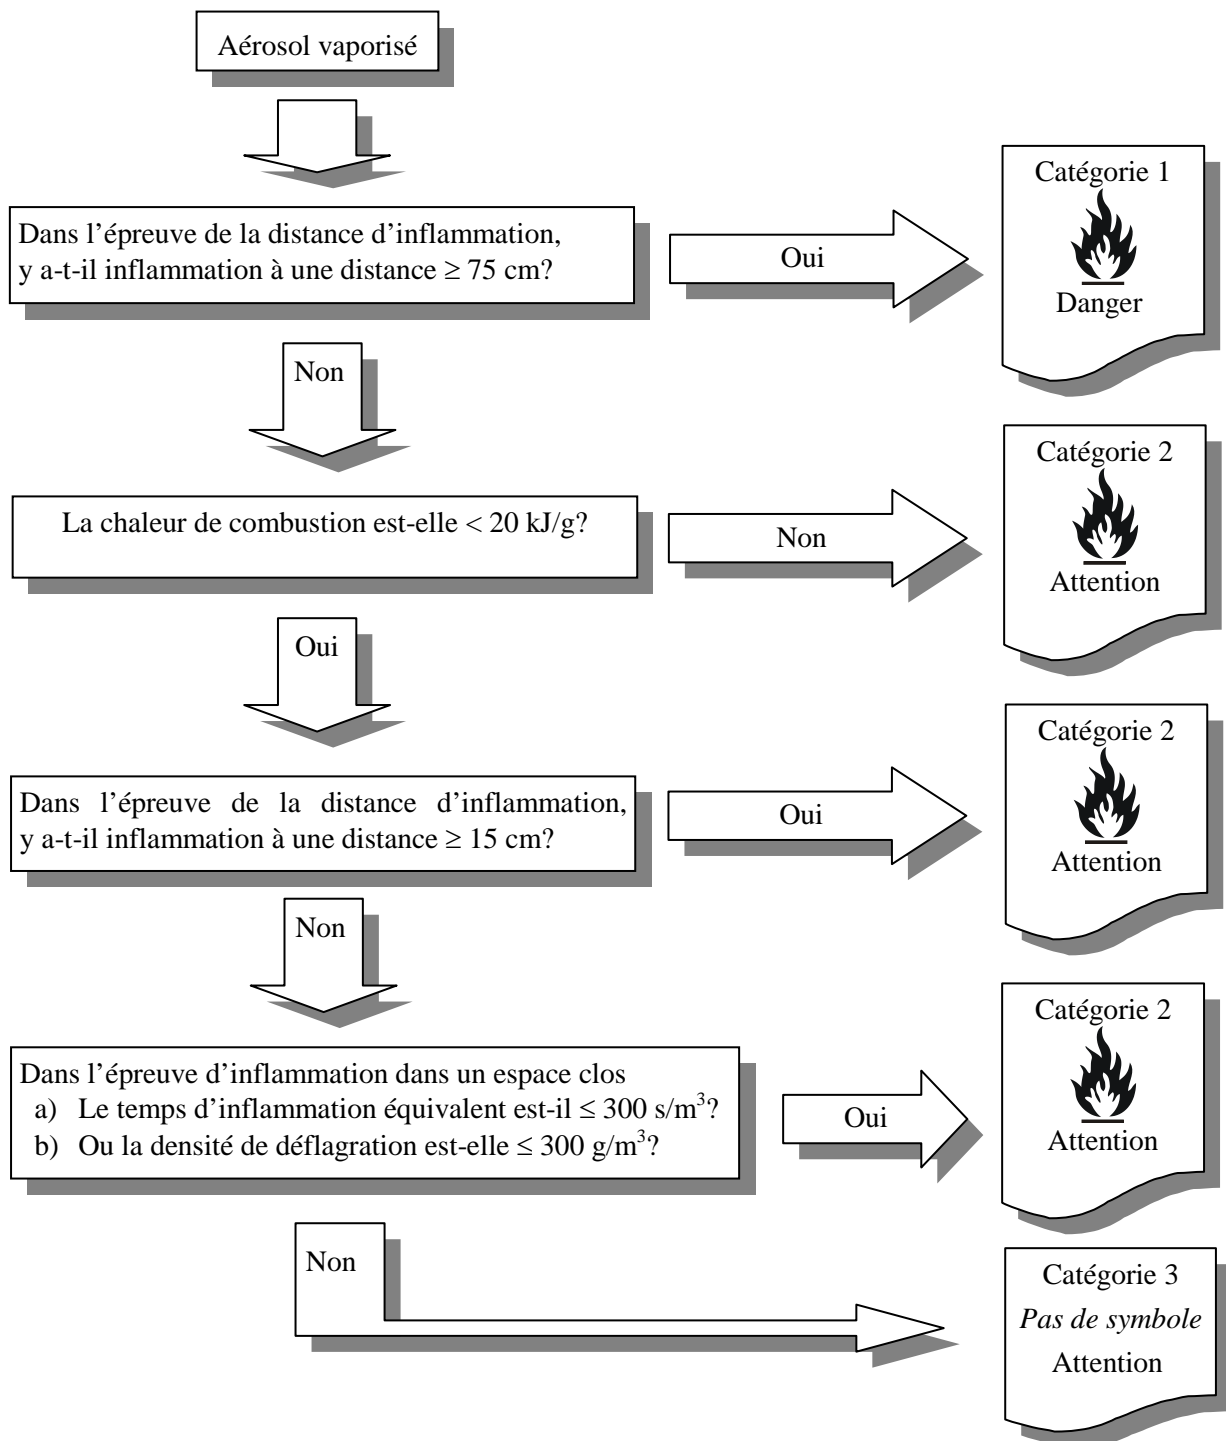 Aérosol vaporisé
Dans l’épreuve de la distance d’inflammation,
y a-t-il inflammation à une distance ≥ 75 cm?
Oui
Catégorie 1
Danger
Non
La chaleur de combustion est-elle < 20 kJ/g?
Non
Catégorie 2
Attention
Oui
Dans l’épreuve de la distance d’inflammation,
y a-t-il inflammation à une distance ≥ 15 cm?
Oui
Catégorie 2
Attention
Non
Dans l’épreuve d’inflammation dans un espace clos
a) Le temps d’inflammation équivalent est-il ≤ 300 s/m³?
b) Ou la densité de déflagration est-elle ≤ 300 g/m³?
Oui
Catégorie 2
Attention
Non
Catégorie 3
Pas de symbole
Attention